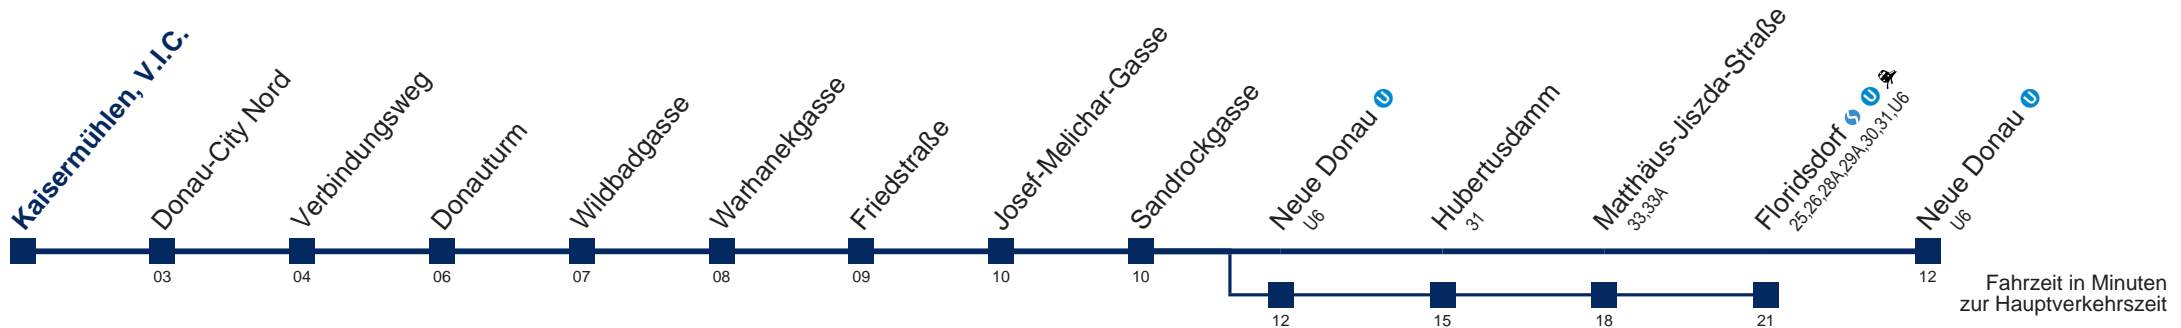 Kaisermühlen, V.I.C.
Donau-City Nord
Verbindungsweg
Donauturm
Wildbadgasse
Warhanekgasse
Friedstraße
Josef-Melichar-Gasse
Sandrockgasse
Neue Donau U
U6
Hubertusdamm
31
Matthäus-Jiszda-Straße
33,33A
Floridsdorf S U
25,26,28A,29A,30,31,U6
Neue Donau U
U6
03
04
06
07
08
09
10
10
12
12
15
18
21
Fahrzeit in Minuten
zur Hauptverkehrszeit